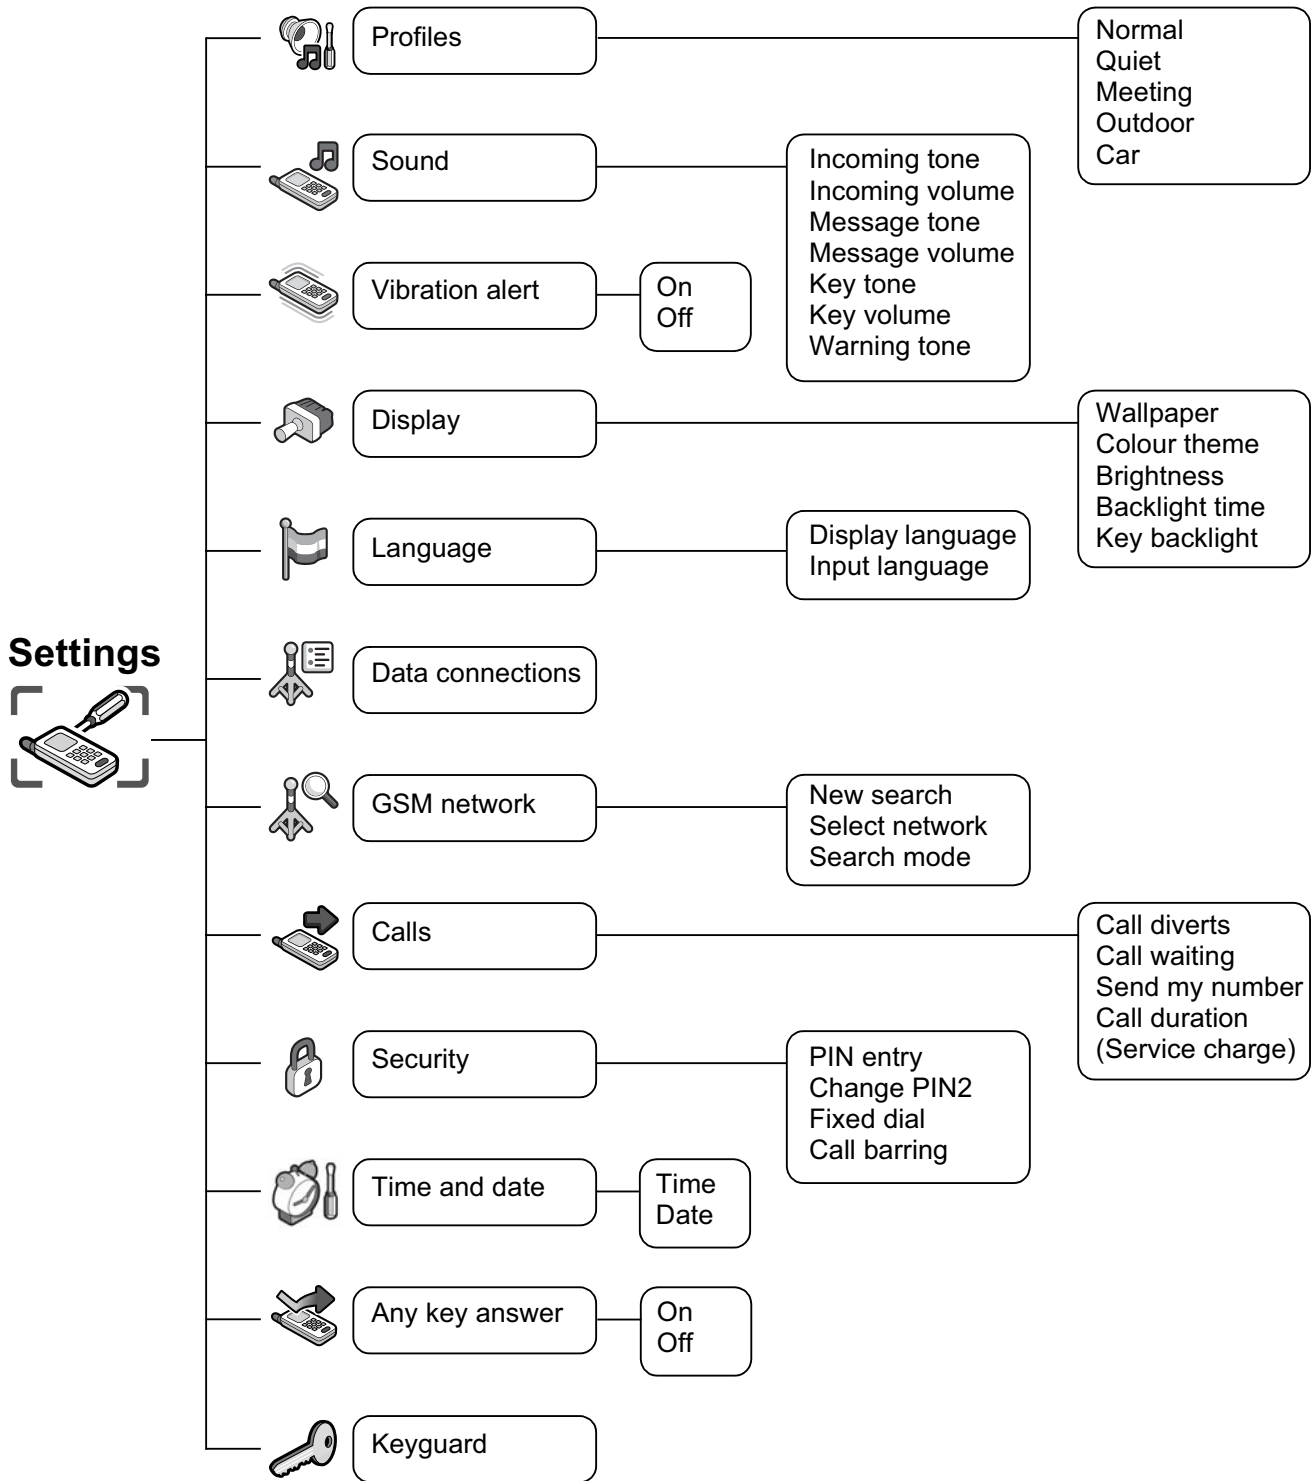 Settings
Profiles
Normal
Quiet
Meeting
Outdoor
Car
Sound
Incoming tone
Incoming volume
Message tone
Message volume
Key tone
Key volume
Warning tone
Vibration alert
On
Off
Display
Wallpaper
Colour theme
Brightness
Backlight time
Key backlight
Language
Display language
Input language
Data connections
GSM network
New search
Select network
Search mode
Calls
Call diverts
Call waiting
Send my number
Call duration
(Service charge)
Security
PIN entry
Change PIN2
Fixed dial
Call barring
Time and date
Time
Date
Any key answer
On
Off
Keyguard